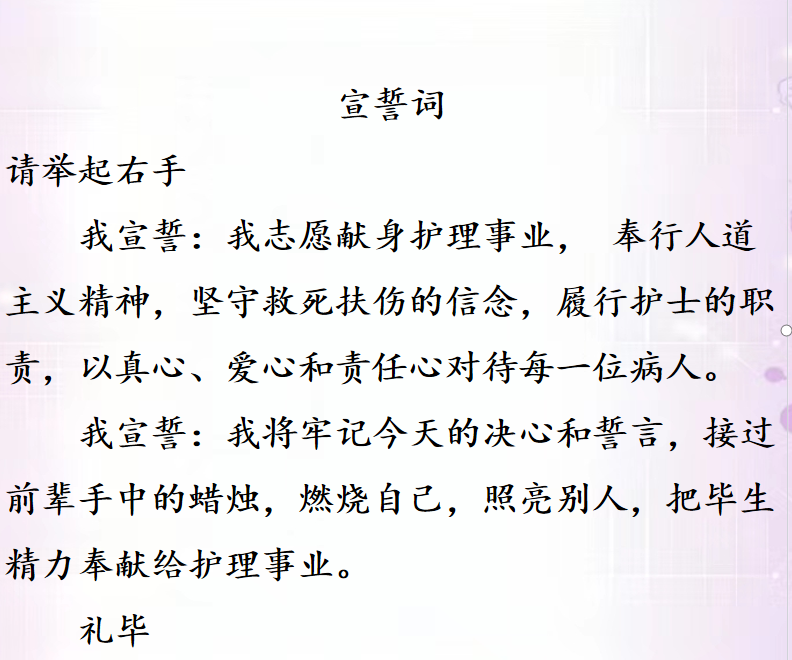 宣誓词
请举起右手
我宣誓：我志愿献身护理事业， 奉行人道
主义精神，坚守救死扶伤的信念，履行护士的职
责，以真心、爱心和责任心对待每一位病人。
我宣誓：我将牢记今天的决心和誓言，接过
前辈手中的蜡烛，燃烧自己，照亮别人，把毕生
精力奉献给护理事业。
礼毕